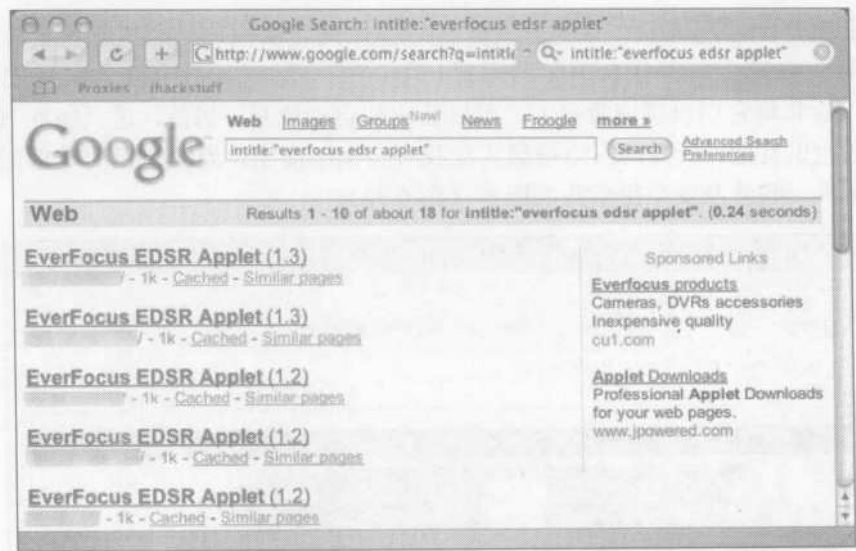 Google Search: intitle:"everfocus edsr applet"
http://www.google.com/search?q=intitle
intitle:"everfocus edsr applet"
Proxies ihackstuff
Google
Web Images Groups New! News Froogle more »
intitle:"everfocus edsr applet"
Search
Advanced Search
Preferences
Web
Results 1 - 10 of about 18 for intitle:"everfocus edsr applet". (0.24 seconds)
EverFocus EDSR Applet (1.3)
/ - 1k - Cached - Similar pages
EverFocus EDSR Applet (1.3)
/ - 1k - Cached - Similar pages
EverFocus EDSR Applet (1.2)
/ - 1k - Cached - Similar pages
EverFocus EDSR Applet (1.2)
/ - 1k - Cached - Similar pages
EverFocus EDSR Applet (1.2)
- 1k - Cached - Similar pages
Sponsored Links
Everfocus products
Cameras, DVRs accessories
Inexpensive quality
cu1.com
Applet Downloads
Professional Applet Downloads
for your web pages.
www.jpowered.com